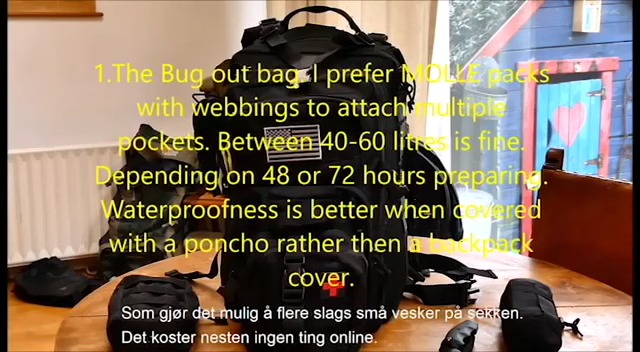 1.The Bug out bag. I prefer MOLLE packs
with webbings to attach multiple
pockets. Between 40-60 litres is fine.
Depending on 48 or 72 hours preparing.
Waterproofness is better when covered
with a poncho rather then a backpack
cover.
Som gjør det mulig å flere slags små vesker på sekken.
Det koster nesten ingen ting online.